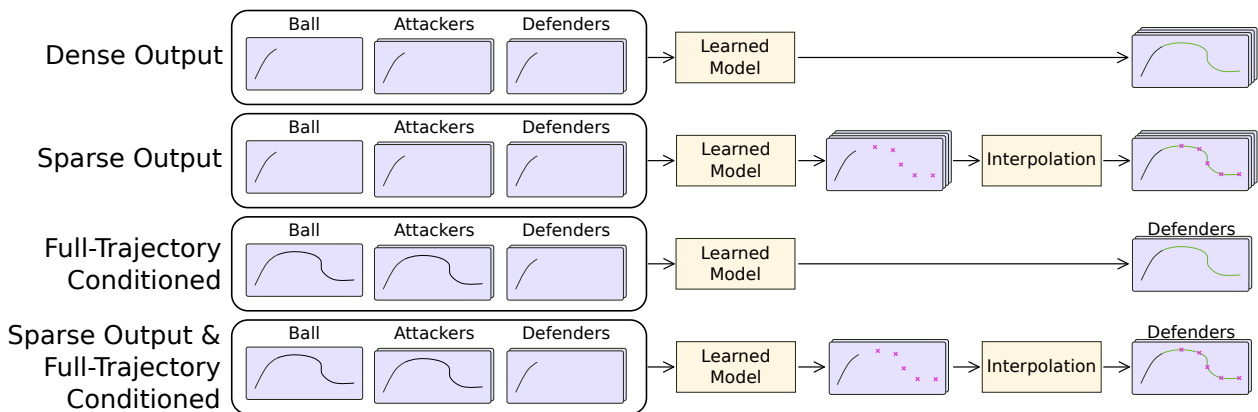 Dense Output
Ball Attackers Defenders
Learned
Model
Sparse Output
Ball Attackers Defenders
Learned
Model
Interpolation
Full-Trajectory
Conditioned
Ball Attackers Defenders
Learned
Model
Defenders
Sparse Output &
Full-Trajectory
Conditioned
Ball Attackers Defenders
Learned
Model
Interpolation
Defenders